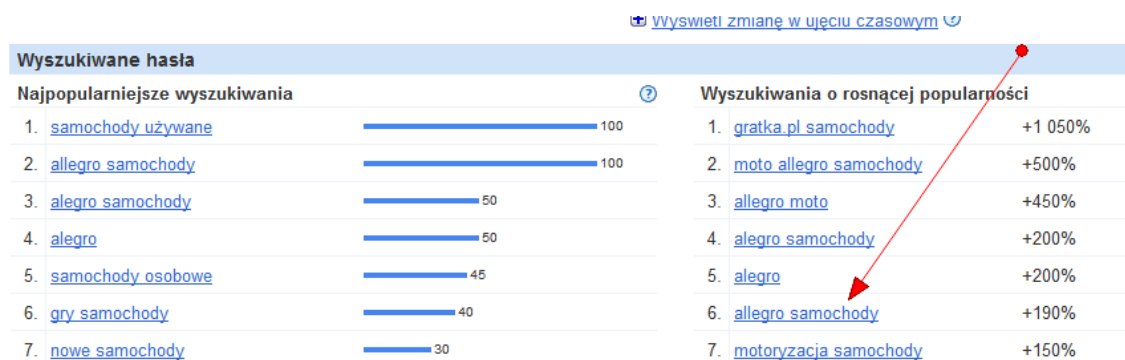 Wyświetl zmianę w ujęciu czasowym
Wyszukiwane hasła
Najpopularniejsze wyszukiwania
1. samochody używane 100
2. allegro samochody 100
3. alegro samochody 50
4. alegro 50
5. samochody osobowe 45
6. gry samochody 40
7. nowe samochody 30
Wyszukiwania o rosnącej popularności
1. gratka.pl samochody +1 050%
2. moto allegro samochody +500%
3. allegro moto +450%
4. alegro samochody +200%
5. alegro +200%
6. allegro samochody +190%
7. motoryzacja samochody +150%